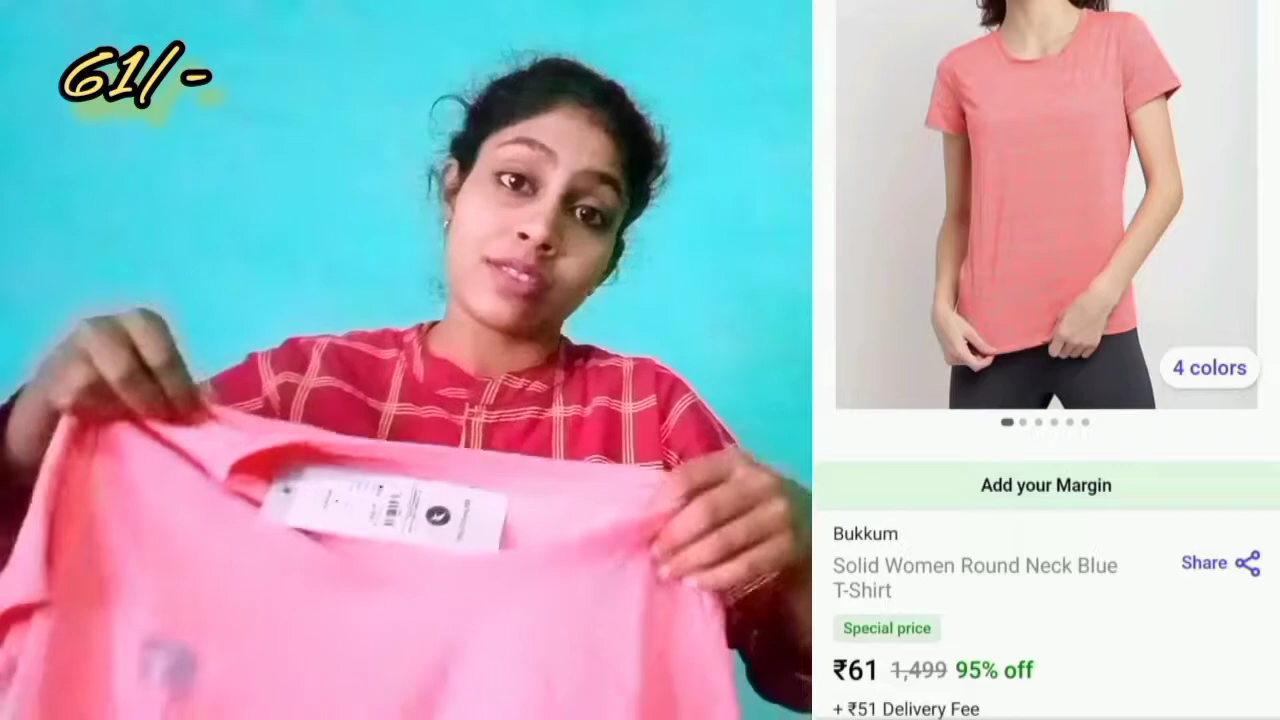 61/-
4 colors
Add your Margin
Bukkum
Solid Women Round Neck Blue
T-Shirt
Share
Special price
₹61 1,499 95% off
+ ₹51 Delivery Fee